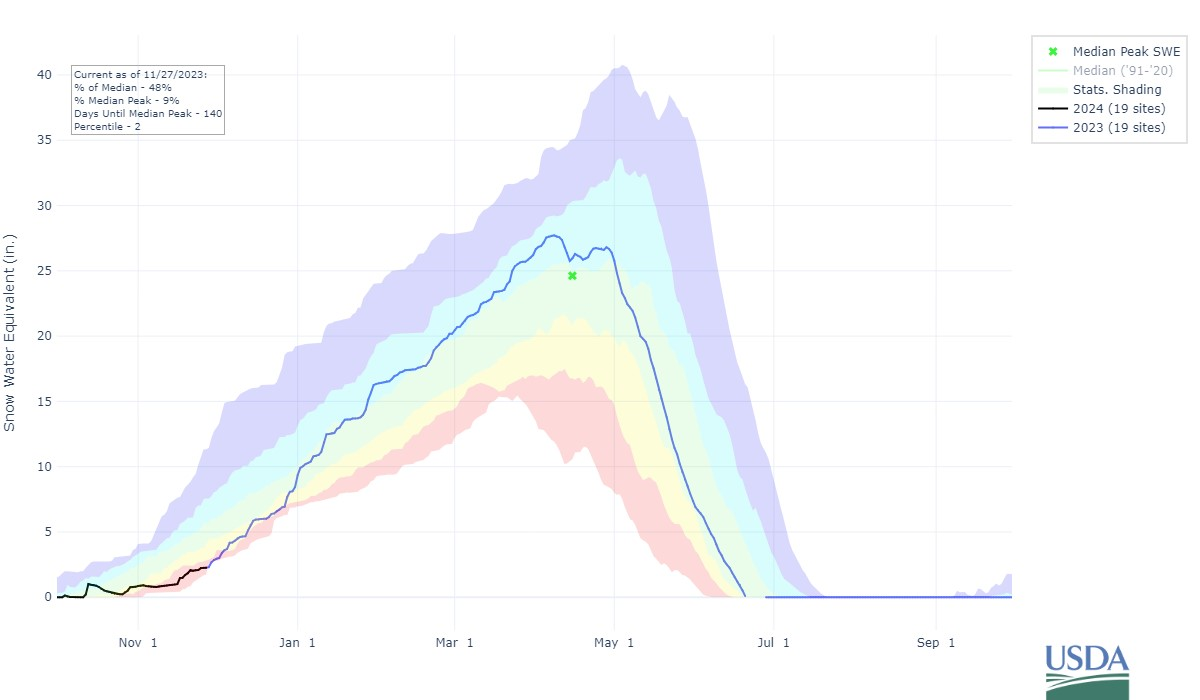 Current as of 11/27/2023:
% of Median - 48%
% Median Peak - 9%
Days Until Median Peak - 140
Percentile - 2
Median Peak SWE
Median ('91-'20)
Stats. Shading
2024 (19 sites)
2023 (19 sites)
Snow Water Equivalent (in.)
40
35
30
25
20
15
10
5
0
Nov 1
Jan 1
Mar 1
May 1
Jul 1
Sep 1
USDA